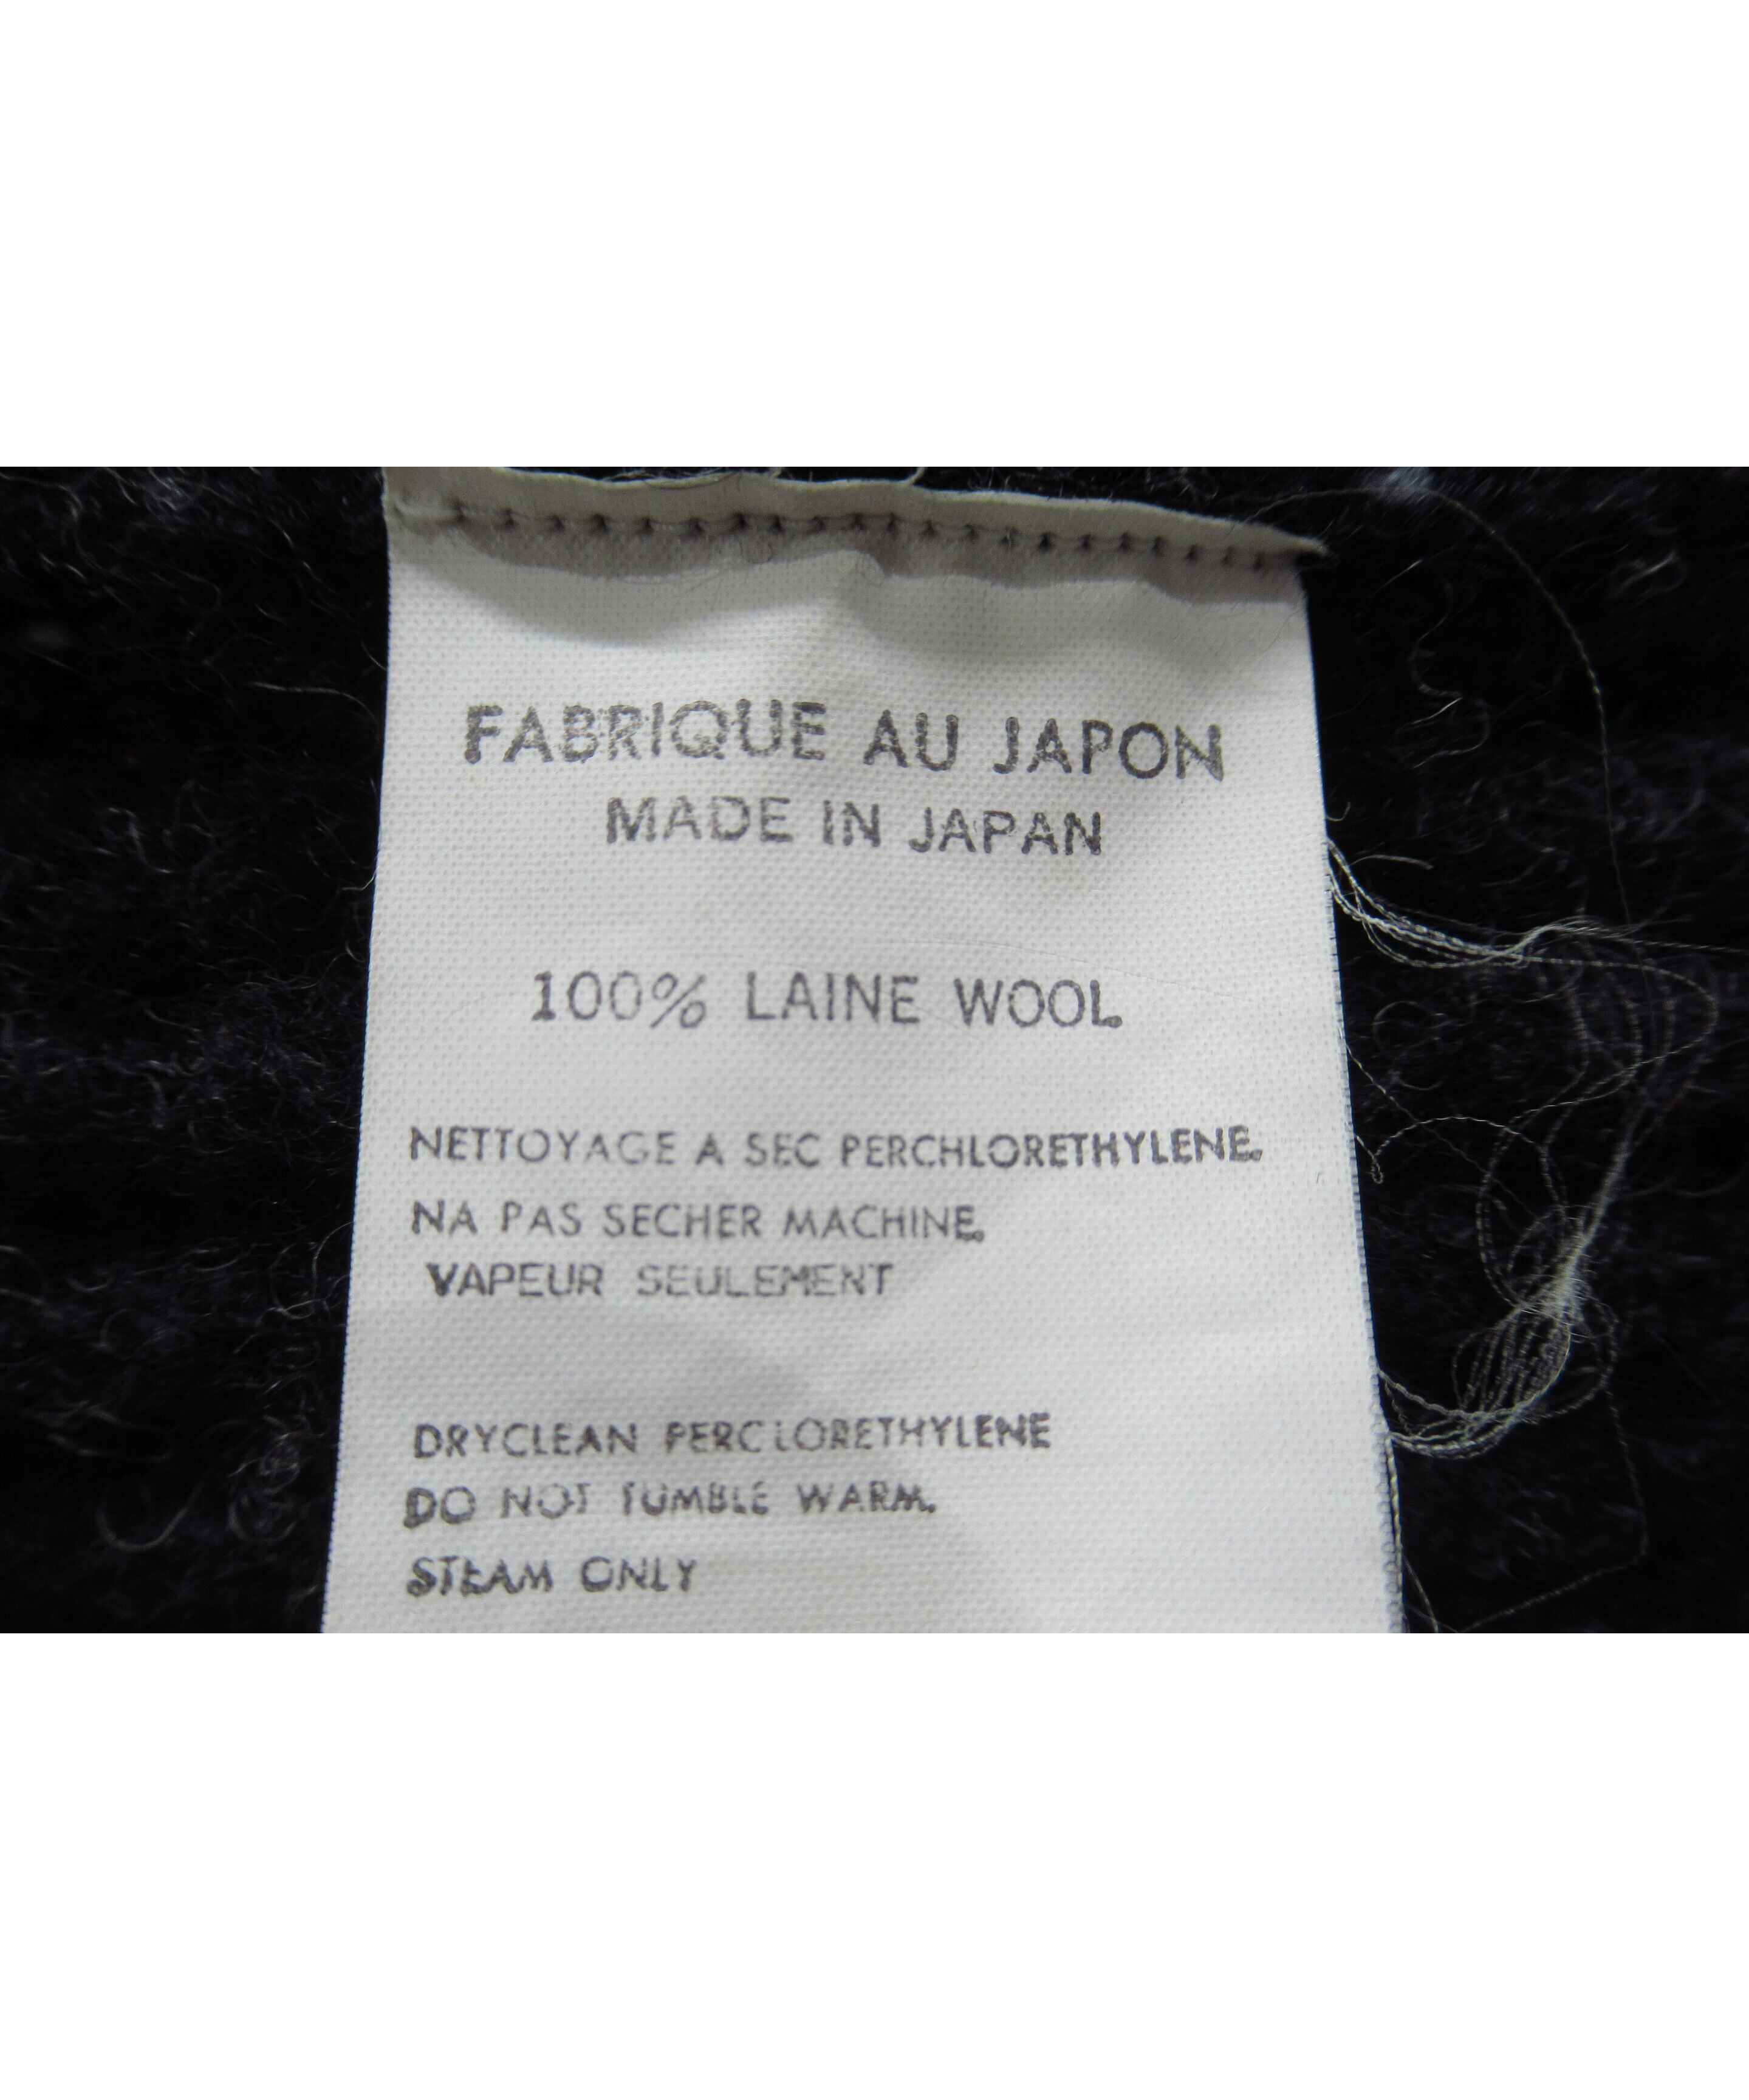 FABRIQUE AU JAPON
MADE IN JAPAN
100% LAINE WOOL
NETTOYAGE A SEC PERCHLORETHYLENE.
NA PAS SECHER MACHINE.
VAPEUR SEULEMENT
DRYCLEAN PERCLORETHYLENE
DO NOT TUMBLE WARM.
STEAM ONLY